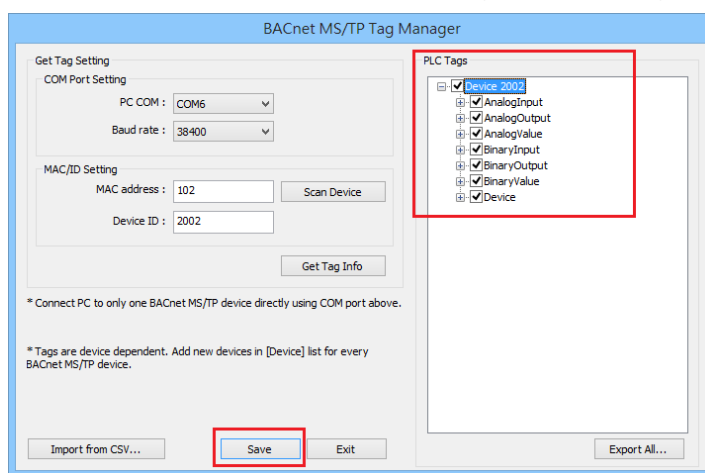 BACnet MS/TP Tag Manager
Get Tag Setting
COM Port Setting
PC COM : COM6
Baud rate : 38400
MAC/ID Setting
MAC address : 102 Scan Device
Device ID : 2002
Get Tag Info
* Connect PC to only one BACnet MS/TP device directly using COM port above.
* Tags are device dependent. Add new devices in [Device] list for every
BACnet MS/TP device.
Import from CSV... Save Exit
PLC Tags
Device 2002
AnalogInput
AnalogOutput
AnalogValue
BinaryInput
BinaryOutput
BinaryValue
Device
Export All...